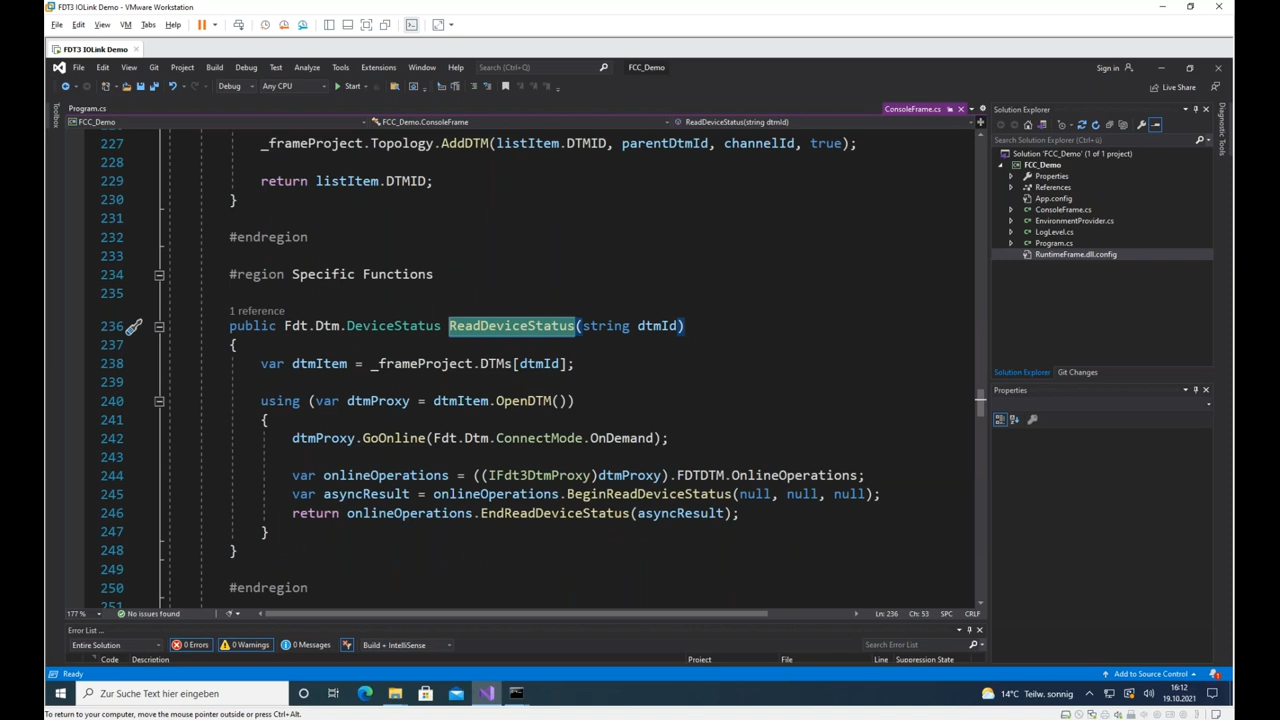 FDT3 IOLink Demo - VMware Workstation
File Edit View VM Tabs Help
FDT3 IOLink Demo
File Edit View Git Project Build Debug Test Analyze Tools Extensions Window Help Search (Ctrl+Q) FCC_Demo Sign in
Debug Any CPU Start Live Share
Toolbox
Program.cs ConsoleFrame.cs
FCC_Demo FCC_Demo.ConsoleFrame ReadDeviceStatus(string dtmId)
227 _frameProject.Topology.AddDTM(listItem.DTMID, parentDtmId, channelId, true);
228
229 return listItem.DTMID;
230 }
231
232 #endregion
233
234 #region Specific Functions
235
1 reference
236 public Fdt.Dtm.DeviceStatus ReadDeviceStatus(string dtmId)
237 {
238 var dtmItem = _frameProject.DTMs[dtmId];
239
240 using (var dtmProxy = dtmItem.OpenDTM())
241 {
242 dtmProxy.GoOnline(Fdt.Dtm.ConnectMode.OnDemand);
243
244 var onlineOperations = ((IFdt3DtmProxy)dtmProxy).FDTDTM.OnlineOperations;
245 var asyncResult = onlineOperations.BeginReadDeviceStatus(null, null, null);
246 return onlineOperations.EndReadDeviceStatus(asyncResult);
247 }
248 }
249
250 #endregion
251
177 % No issues found Ln: 236 Ch: 53 SPC CRLF
Solution Explorer
Search Solution Explorer (Ctrl+ü)
Solution 'FCC_Demo' (1 of 1 project)
FCC_Demo
Properties
References
App.config
ConsoleFrame.cs
EnvironmentProvider.cs
LogLevel.cs
Program.cs
RuntimeFrame.dll.config
Solution Explorer Git Changes
Properties
Diagnostic Tools
Error List ...
Entire Solution 0 Errors 0 Warnings 0 Messages Build + IntelliSense Search Error List
Code Description Project File Line Suppression State
Ready Add to Source Control
Zur Suche Text hier eingeben 14°C Teilw. sonnig 16:12
19.10.2021
To return to your computer, move the mouse pointer outside or press Ctrl+Alt.